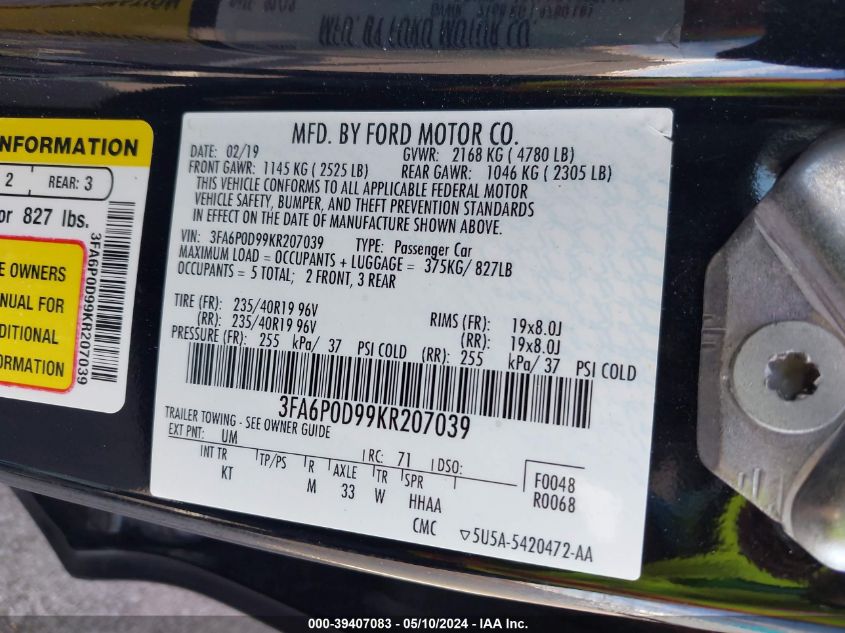 MFD. BY FORD MOTOR CO.
INFORMATION
2 REAR: 3
or 827 lbs.
E OWNERS
NUAL FOR
DITIONAL
ORMATION
3FA6P0D99KR207039
MFD. BY FORD MOTOR CO.
DATE: 02/19 GVWR: 2168 KG ( 4780 LB)
FRONT GAWR: 1145 KG ( 2525 LB) REAR GAWR: 1046 KG ( 2305 LB)
THIS VEHICLE CONFORMS TO ALL APPLICABLE FEDERAL MOTOR
VEHICLE SAFETY, BUMPER, AND THEFT PREVENTION STANDARDS
IN EFFECT ON THE DATE OF MANUFACTURE SHOWN ABOVE.
VIN: 3FA6P0D99KR207039 TYPE: Passenger Car
MAXIMUM LOAD = OCCUPANTS + LUGGAGE = 375KG/ 827LB
OCCUPANTS = 5 TOTAL; 2 FRONT, 3 REAR
TIRE (FR): 235/40R19 96V RIMS (FR): 19x8.0J
(RR): 235/40R19 96V (RR): 19x8.0J
PRESSURE (FR): 255 kPa/ 37 PSI COLD (RR): 255 kPa/ 37 PSI COLD
3FA6P0D99KR207039
TRAILER TOWING - SEE OWNER GUIDE
EXT PNT: UM RC: 71 DSO:
INT TR TP/PS R AXLE TR SPR F0048
KT M 33 W HHAA R0068
CMC ▽5U5A-5420472-AA
000-39407083 - 05/10/2024 - IAA Inc.